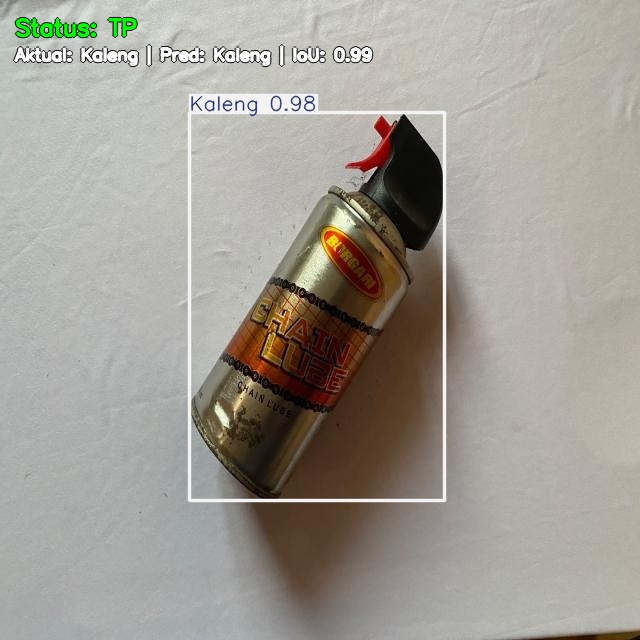 Status: TP
Aktual: Kaleng | Pred: Kaleng | IoU: 0.99
Kaleng 0.98
CHAIN
LUBE
CHAIN LUBE